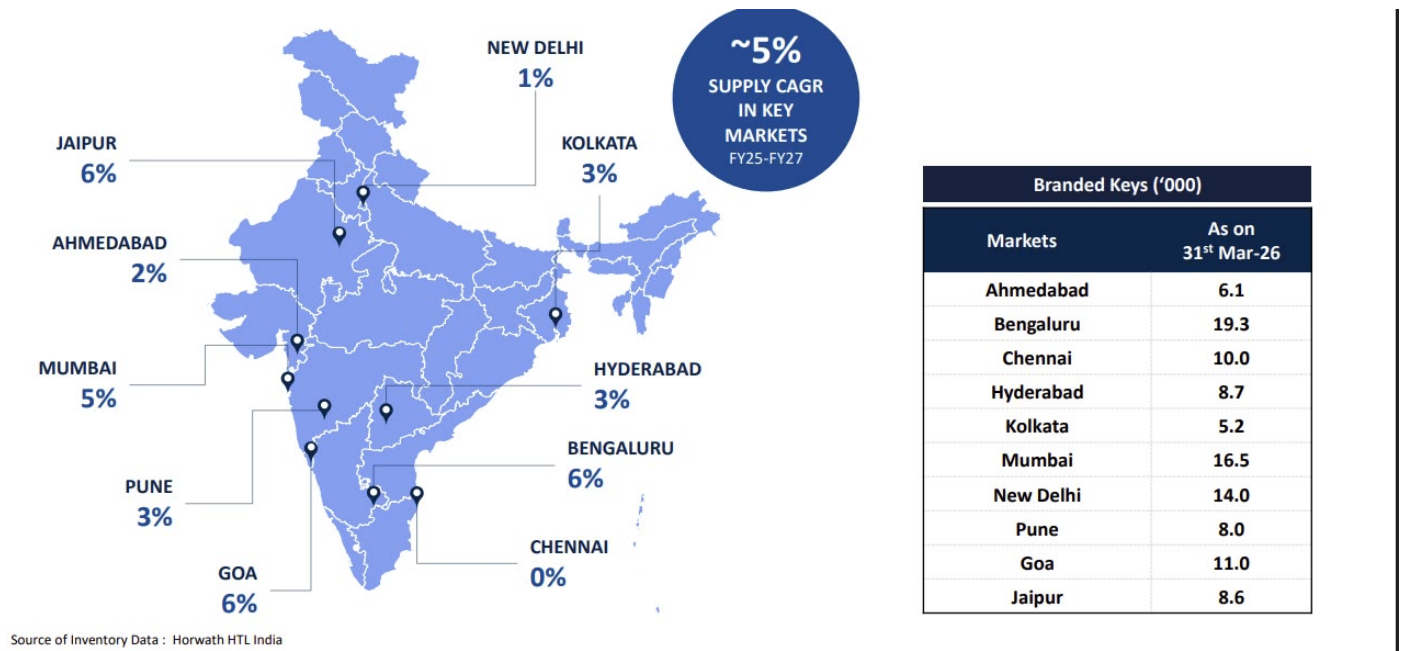 NEW DELHI
1%
~5%
SUPPLY CAGR
IN KEY
MARKETS
FY25-FY27
JAIPUR
6%
KOLKATA
3%
AHMEDABAD
2%
MUMBAI
5%
HYDERABAD
3%
PUNE
3%
BENGALURU
6%
GOA
6%
CHENNAI
0%
Branded Keys (‘000)
Markets As on
31st Mar-26
Ahmedabad 6.1
Bengaluru 19.3
Chennai 10.0
Hyderabad 8.7
Kolkata 5.2
Mumbai 16.5
New Delhi 14.0
Pune 8.0
Goa 11.0
Jaipur 8.6
Source of Inventory Data : Horwath HTL India